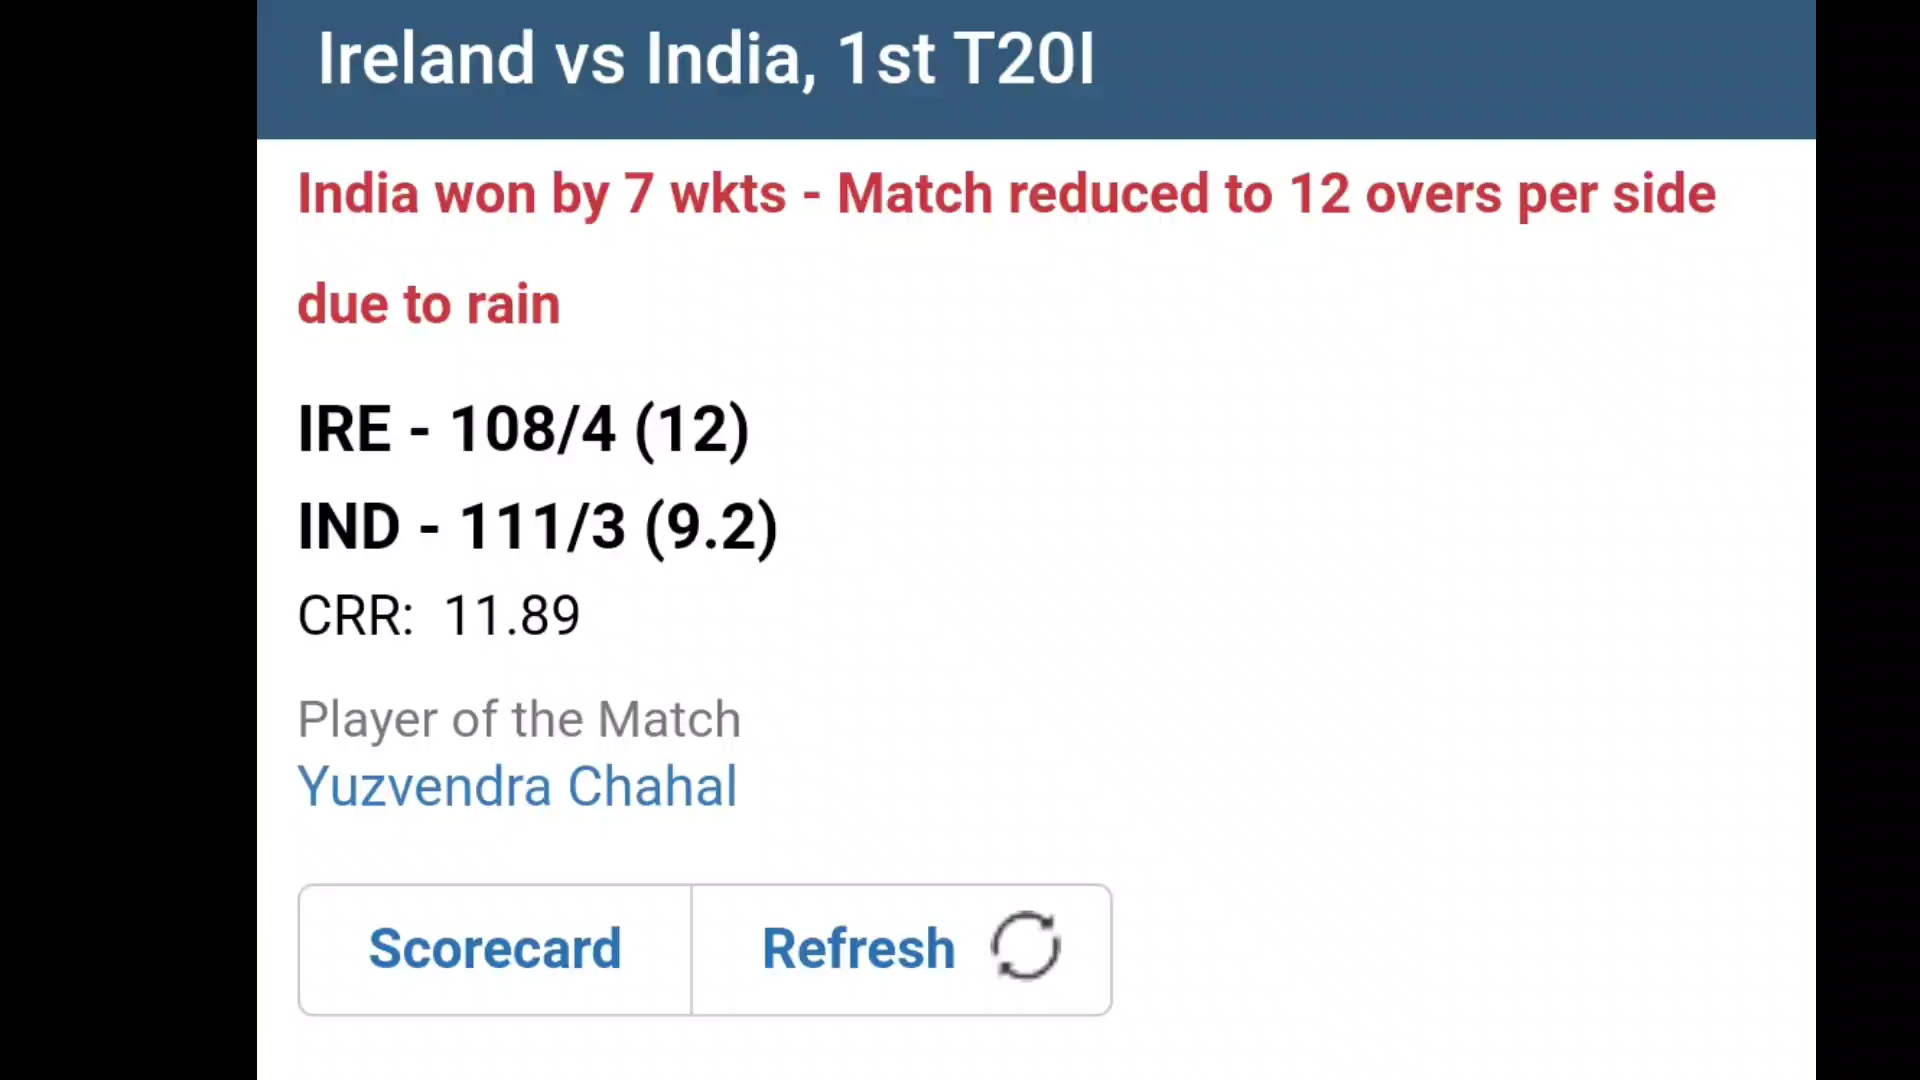 Ireland vs India, 1st T20I
India won by 7 wkts - Match reduced to 12 overs per side
due to rain
IRE - 108/4 (12)
IND - 111/3 (9.2)
CRR: 11.89
Player of the Match
Yuzvendra Chahal
Scorecard
Refresh